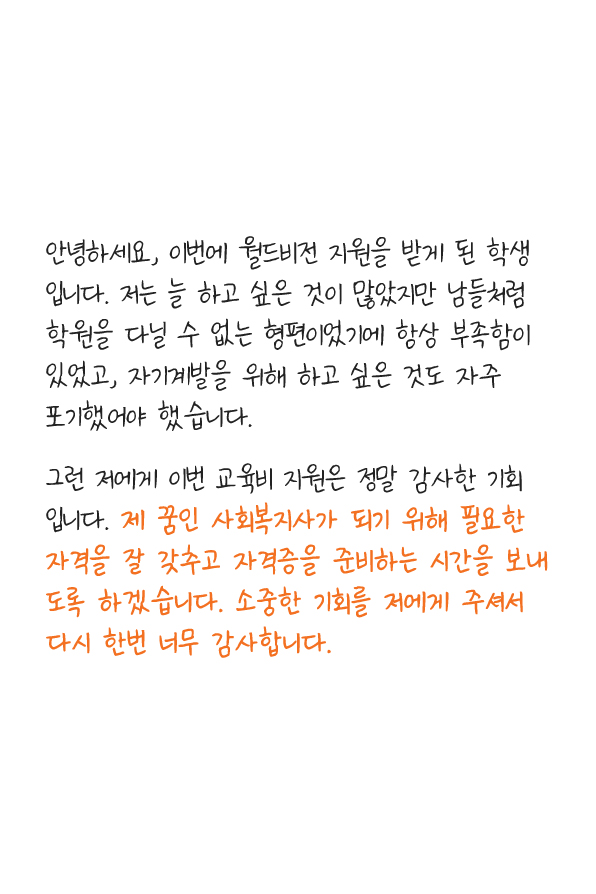 안녕하세요, 이번에 월드비전 지원을 받게 된 학생
입니다. 저는 늘 하고 싶은 것이 많았지만 남들처럼
학원을 다닐 수 없는 형편이었기에 항상 부족함이
있었고, 자기계발을 위해 하고 싶은 것도 자주
포기했어야 했습니다.
그런 저에게 이번 교육비 지원은 정말 감사한 기회
입니다. 제 꿈인 사회복지사가 되기 위해 필요한
자격을 잘 갖추고 자격증을 준비하는 시간을 보내
도록 하겠습니다. 소중한 기회를 저에게 주셔서
다시 한번 너무 감사합니다.